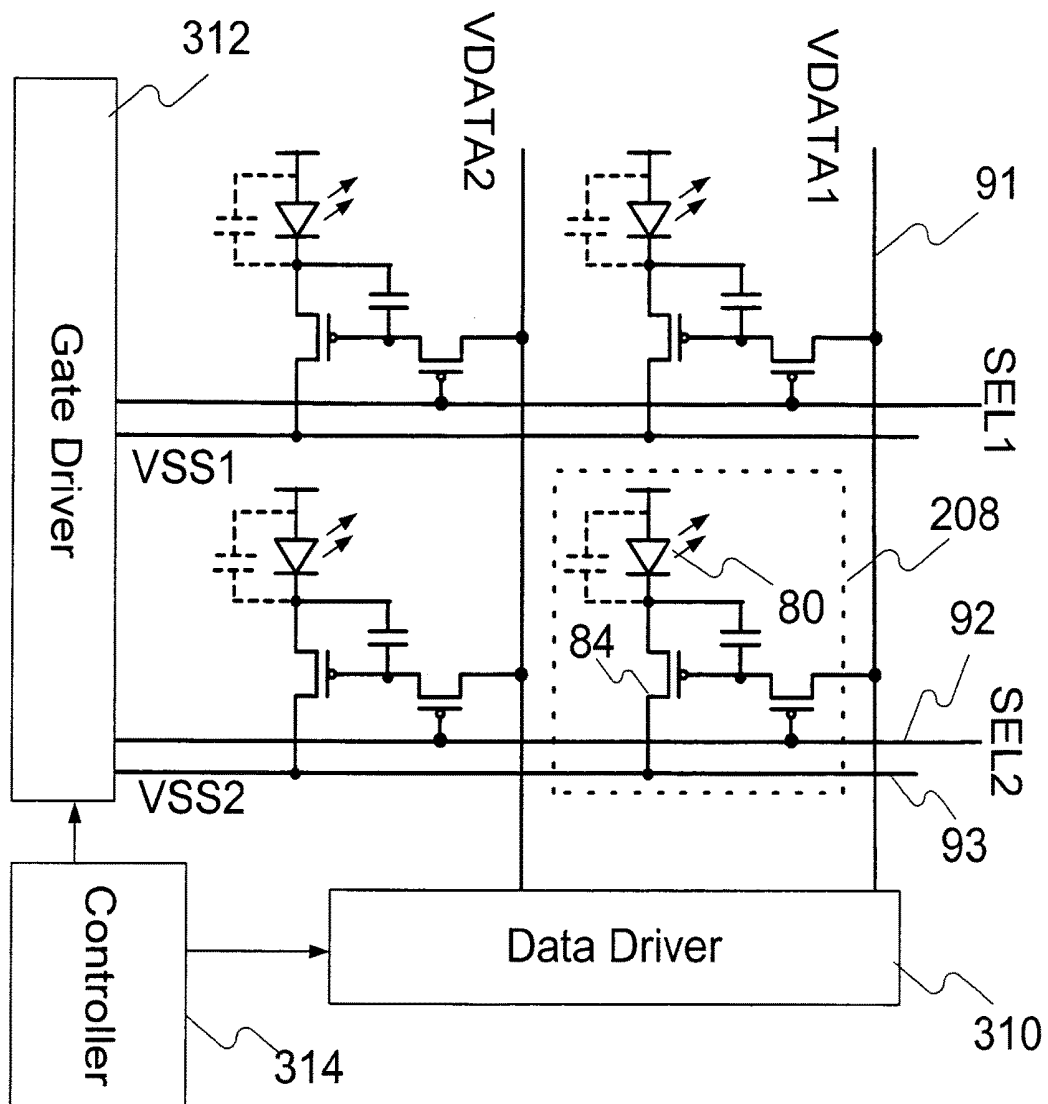 312
VDATA2
VDATA1
91
Gate Driver
SEL1
VSS1
208
80
84
92
SEL2
VSS2
93
Controller
Data Driver
314
310